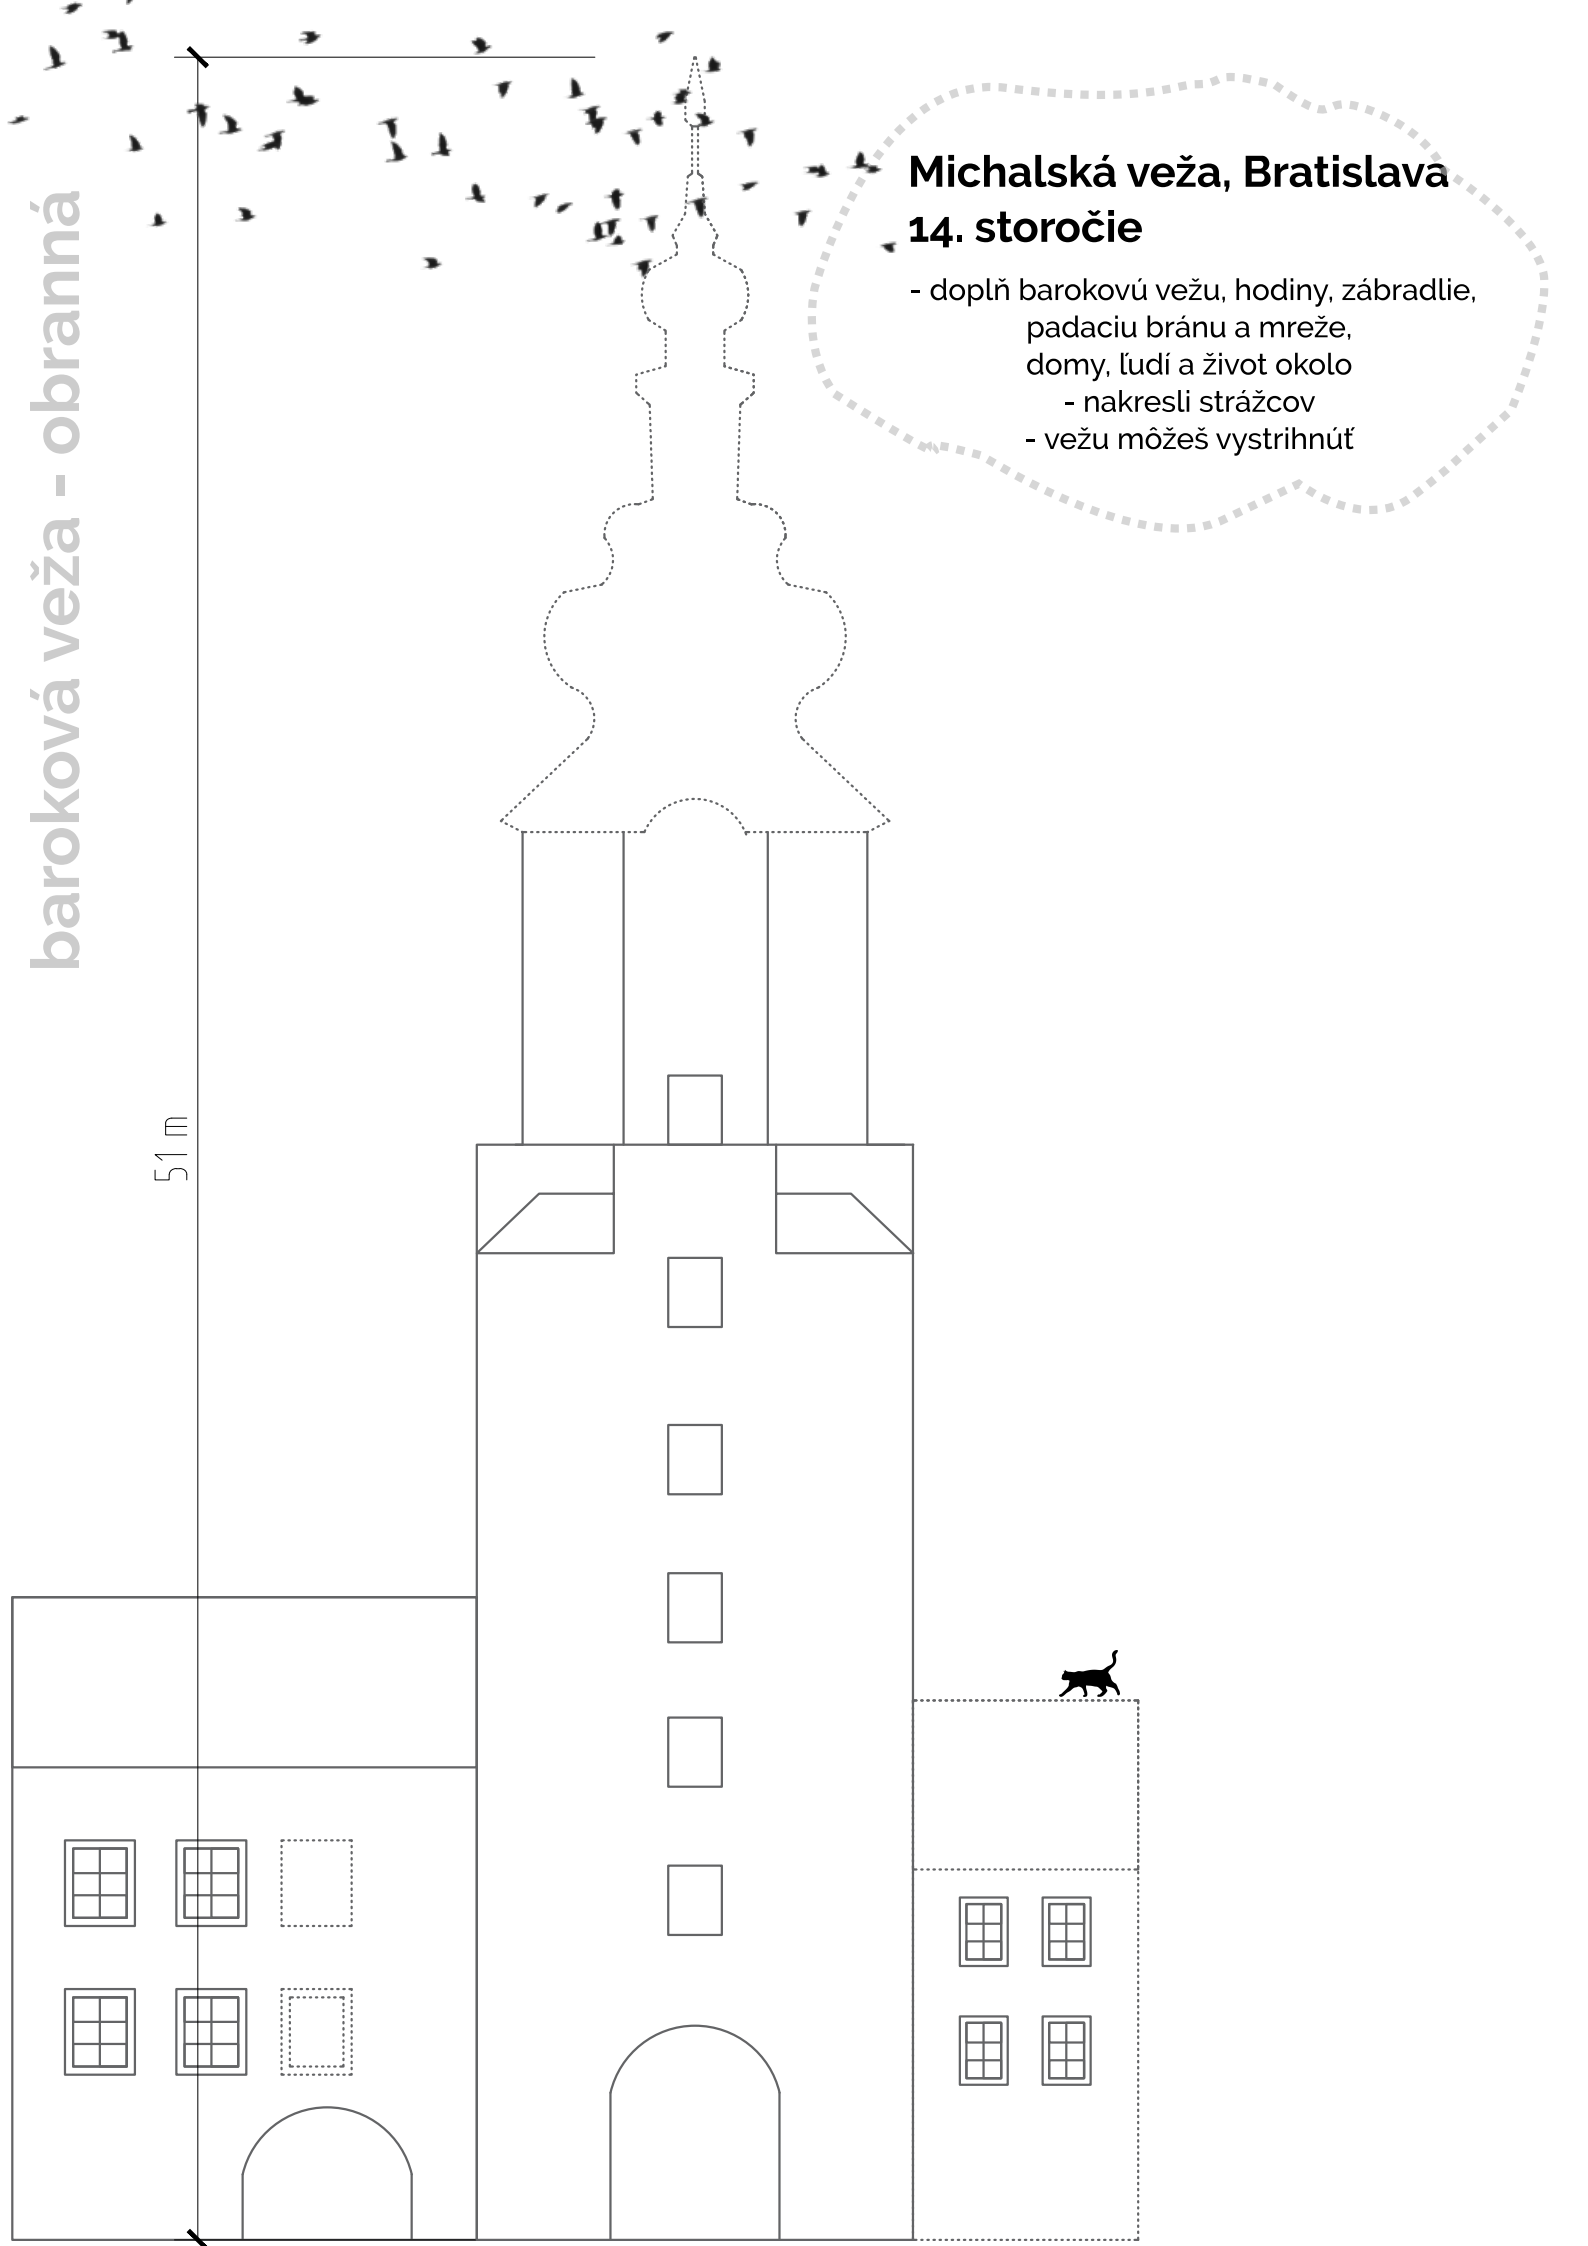 Michalská veža, Bratislava
14. storočie
- doplň barokovú vežu, hodiny, zábradlie,
padaciu bránu a mreže,
domy, ľudí a život okolo
- nakresli strážcov
- vežu môžeš vystrihnúť
baroková veža - obranná
51 m